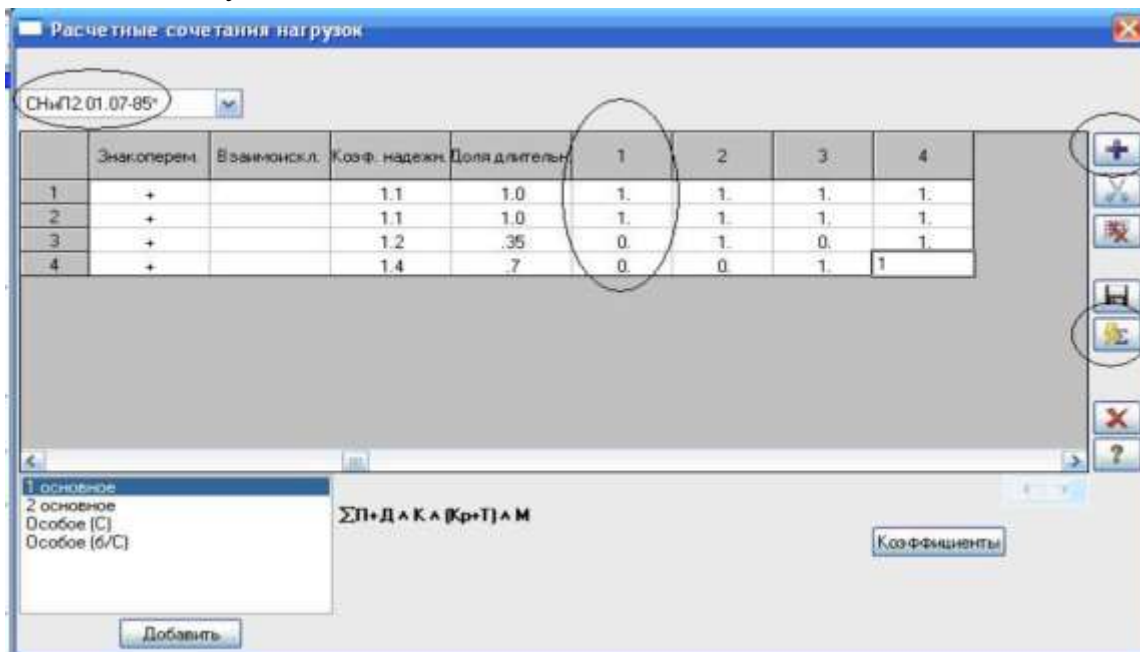 Расчетные сочетания нагрузок
СНиП2.01.07-85*
Знакоперем. Взаимоискл. Коэф. надежн. Доля длительн 1 2 3 4
1 + 1.1 1.0 1. 1. 1. 1.
2 + 1.1 1.0 1. 1. 1. 1.
3 + 1.2 .35 0. 1. 0. 1.
4 + 1.4 .7 0. 0. 1. 1
1 основное
2 основное
Особое (С)
Особое (б/С)
∑П+Д ∧ К ∧ {Кр+Т} ∧ М
Коэффициенты
Добавить